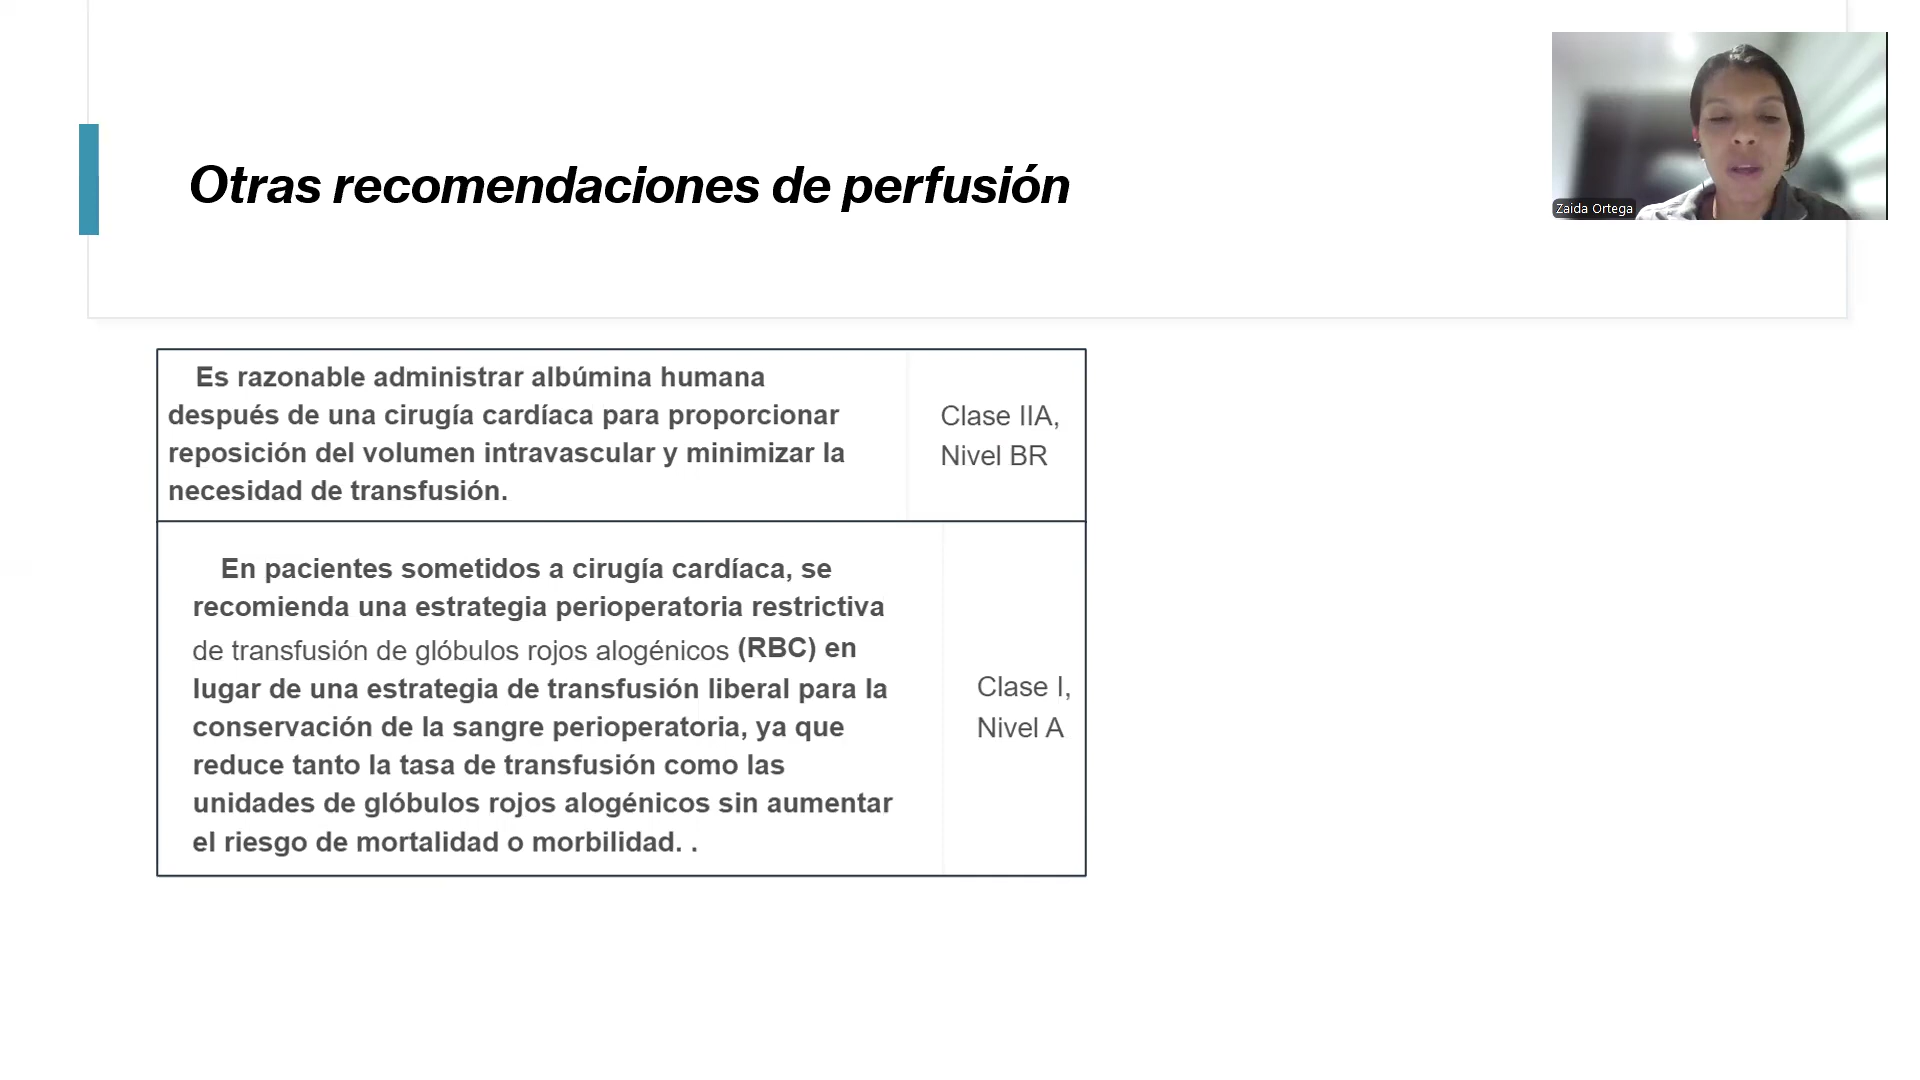 Otras recomendaciones de perfusión
Zaida Ortega
Es razonable administrar albúmina humana
después de una cirugía cardíaca para proporcionar
reposición del volumen intravascular y minimizar la
necesidad de transfusión.
Clase IIA,
Nivel BR
En pacientes sometidos a cirugía cardíaca, se
recomienda una estrategia perioperatoria restrictiva
de transfusión de glóbulos rojos alogénicos (RBC) en
lugar de una estrategia de transfusión liberal para la
conservación de la sangre perioperatoria, ya que
reduce tanto la tasa de transfusión como las
unidades de glóbulos rojos alogénicos sin aumentar
el riesgo de mortalidad o morbilidad. .
Clase I,
Nivel A